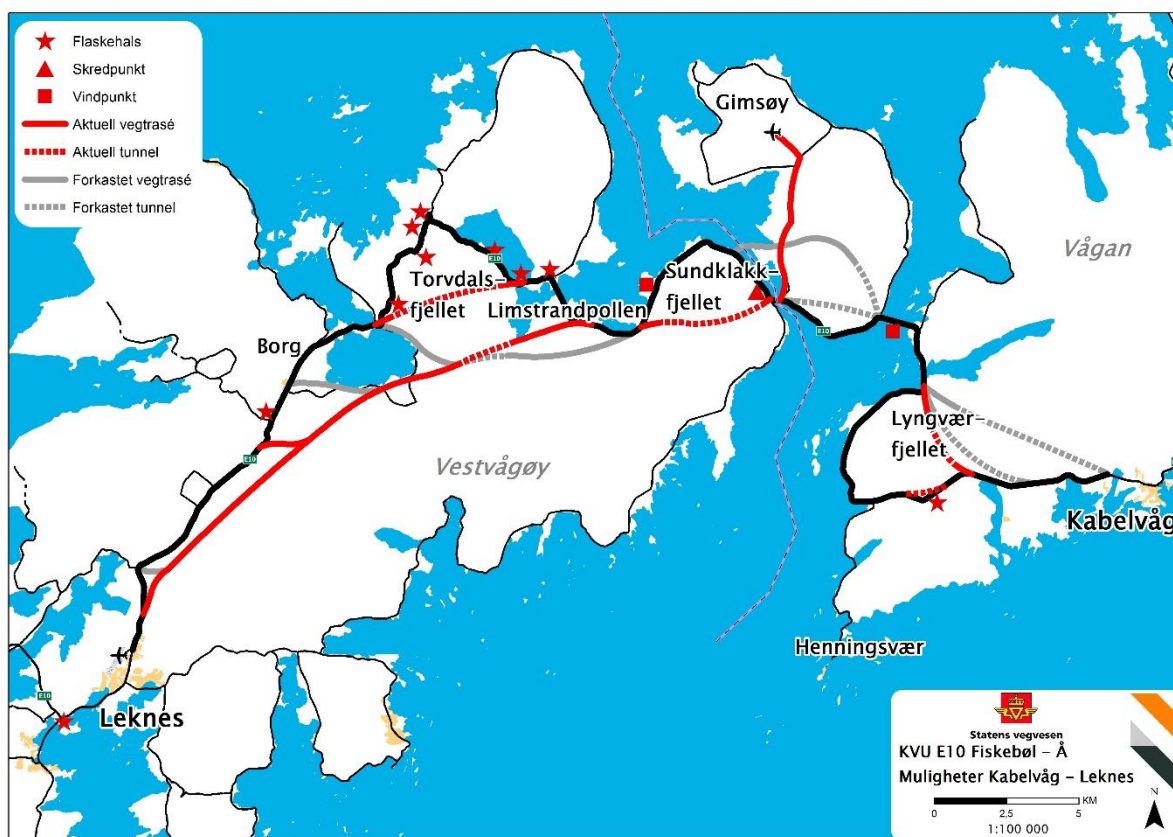 Flaskehals
Skredpunkt
Vindpunkt
Aktuell vegtrasé
Aktuell tunnel
Forkastet vegtrasé
Forkastet tunnel
Gimsøy
Vågan
E10
Torvdals-
fjellet
Limstrandpollen
Sundklakk-
fjellet
E10
Borg
E10
Vestvågøy
Lyngvær-
fjellet
Kabelvåg
Henningsvær
E10
Leknes
Statens vegvesen
KVU E10 Fiskebøl – Å
Muligheter Kabelvåg – Leknes
0 2.5 5 KM
1:100 000
N